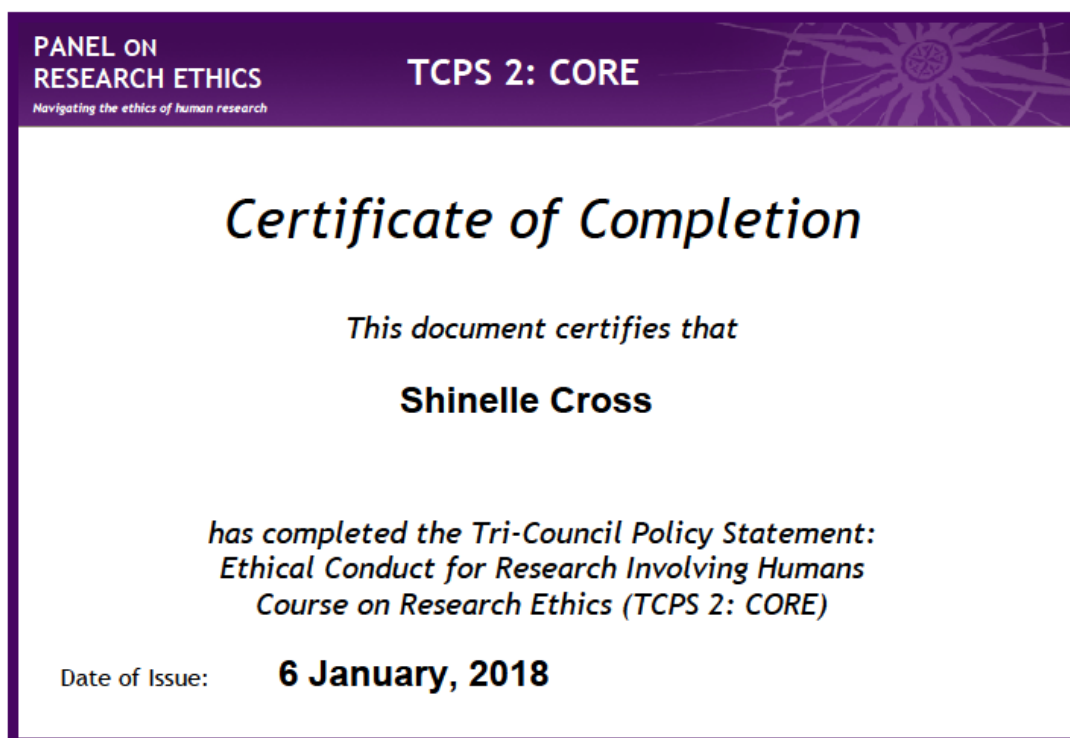 PANEL ON
RESEARCH ETHICS
Navigating the ethics of human research
TCPS 2: CORE
Certificate of Completion
This document certifies that
Shinelle Cross
has completed the Tri-Council Policy Statement:
Ethical Conduct for Research Involving Humans
Course on Research Ethics (TCPS 2: CORE)
Date of Issue: 6 January, 2018